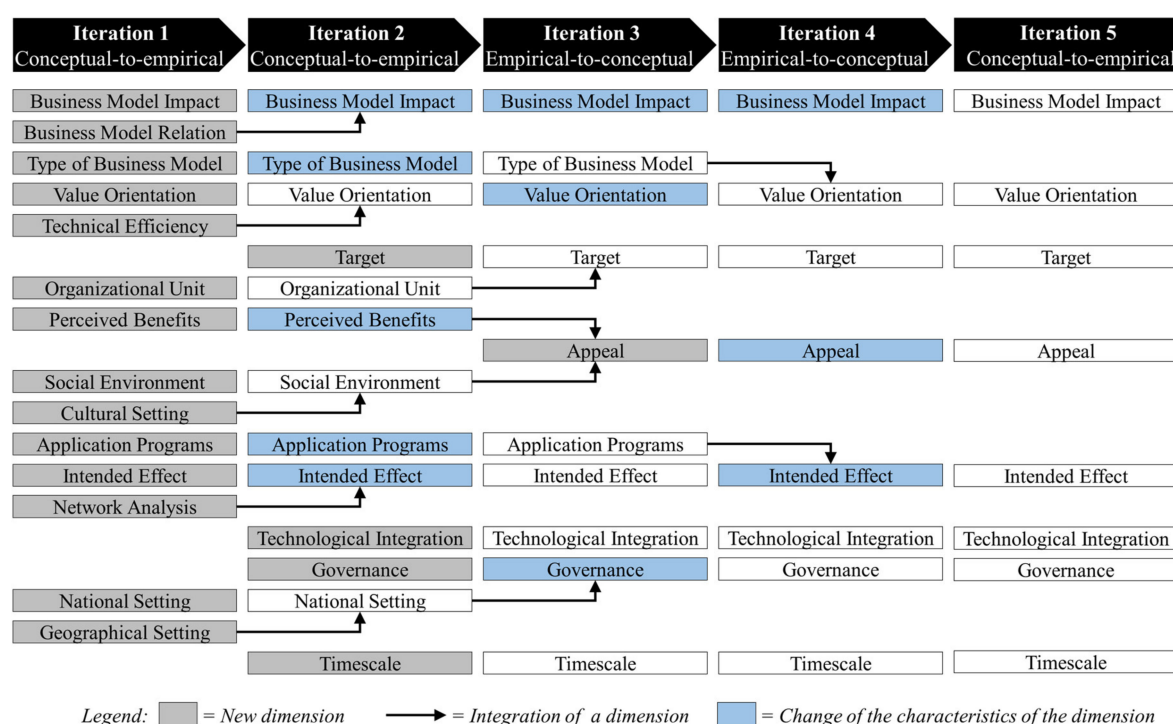 Iteration 1 Iteration 2 Iteration 3 Iteration 4 Iteration 5
Conceptual-to-empirical Conceptual-to-empirical Empirical-to-conceptual Empirical-to-conceptual Conceptual-to-empirical
Business Model Impact Business Model Impact Business Model Impact Business Model Impact Business Model Impact
Business Model Relation
Type of Business Model Type of Business Model Type of Business Model
Value Orientation Value Orientation Value Orientation Value Orientation Value Orientation
Technical Efficiency
Target Target Target Target
Organizational Unit Organizational Unit
Perceived Benefits Perceived Benefits
Appeal Appeal Appeal
Social Environment Social Environment
Cultural Setting
Application Programs Application Programs Application Programs
Intended Effect Intended Effect Intended Effect Intended Effect Intended Effect
Network Analysis
Technological Integration Technological Integration Technological Integration Technological Integration
Governance Governance Governance Governance
National Setting National Setting
Geographical Setting
Timescale Timescale Timescale Timescale
Legend: = New dimension = Integration of a dimension = Change of the characteristics of the dimension